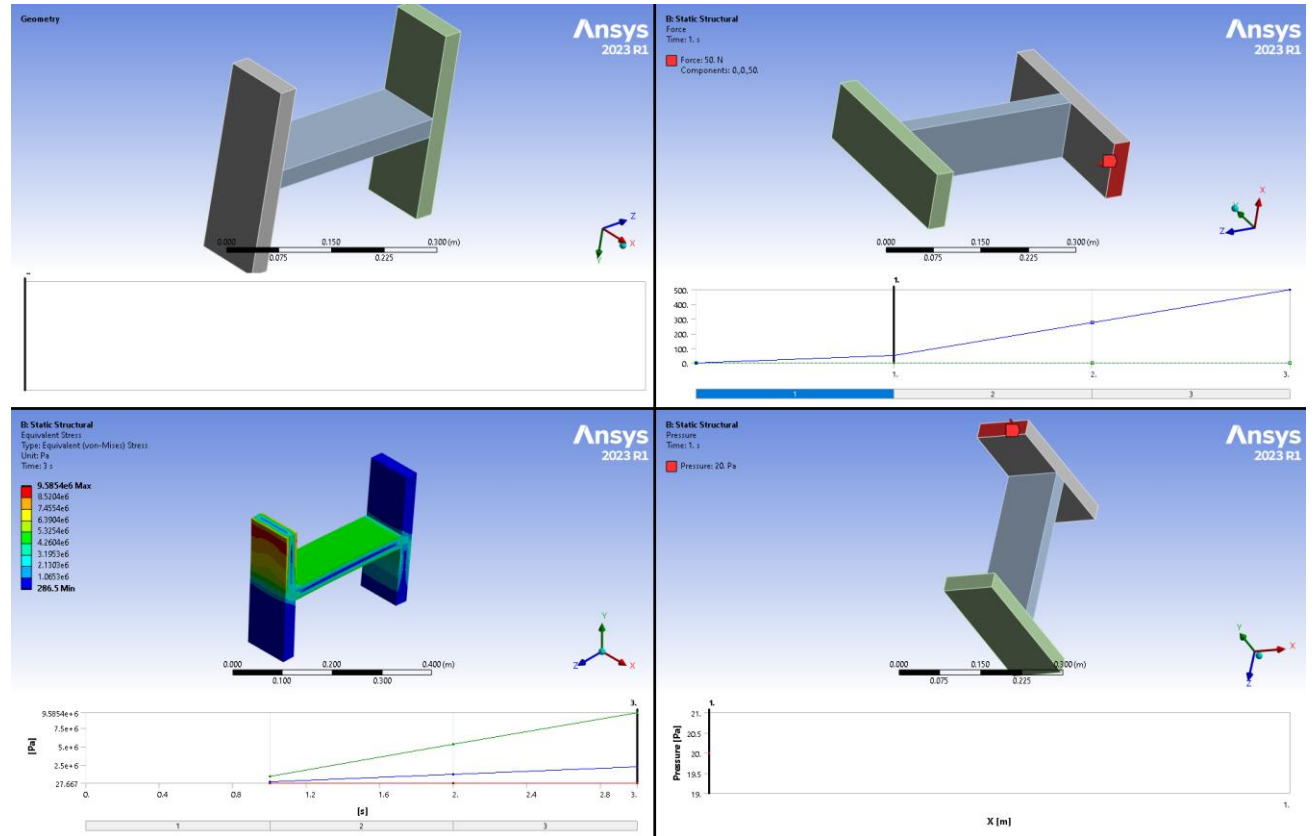 Geometry
Ansys
2023 R1
0.000
0.150
0.300 (m)
0.075
0.225
Z
X
Y
B: Static Structural
Force
Time: 1. s
Force: 50. N
Components: 0.,0.,50.
Ansys
2023 R1
0.000
0.150
0.300 (m)
0.075
0.225
X
Z
1.
500.
400.
300.
200.
100.
0.
1.
2.
3.
1
2
3
B: Static Structural
Equivalent Stress
Type: Equivalent (von-Mises) Stress
Unit: Pa
Time: 3 s
9.5854e6 Max
8.5204e6
7.4554e6
6.3904e6
5.3254e6
4.2604e6
3.1953e6
2.1303e6
1.0653e6
286.5 Min
Ansys
2023 R1
0.000
0.200
0.400 (m)
0.100
0.300
Y
Z
X
3.
9.5854e+6
7.5e+6
5.e+6
2.5e+6
27.667
[Pa]
0.
0.4
0.8
1.2
1.6
2.
2.4
2.8
3.
[s]
1
2
3
B: Static Structural
Pressure
Time: 1. s
Pressure: 20. Pa
Ansys
2023 R1
0.000
0.150
0.300 (m)
0.075
0.225
Y
X
Z
1.
21.
20.5
20.
19.5
19.
Pressure [Pa]
1.
X [m]